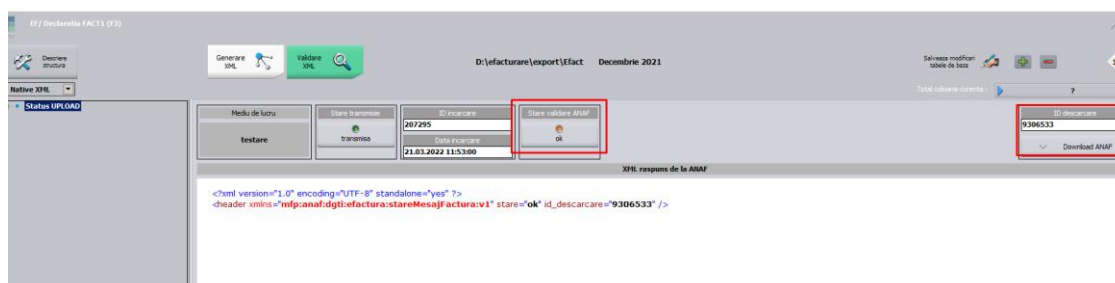 EF/ Declaratia FACT1 (F3)
Descriere structura
Generare XML
Validare XML
D:\efacturare\export\Efact Decembrie 2021
Salveaza modificari tabele de baza
Native XML
Total coloana curenta :
?
Status UPLOAD
Mediu de lucru
testare
Stare transmisie
transmisa
ID incarcare
207295
Data incarcare
21.03.2022 11:53:00
Stare validare ANAF
ok
ID descarcare
9306533
Download ANAF
XML raspuns de la ANAF
<?xml version="1.0" encoding="UTF-8" standalone="yes" ?>
<header xmlns="mfp:anaf:dgti:efactura:stareMesajFactura:v1" stare="ok" id_descarcare="9306533" />